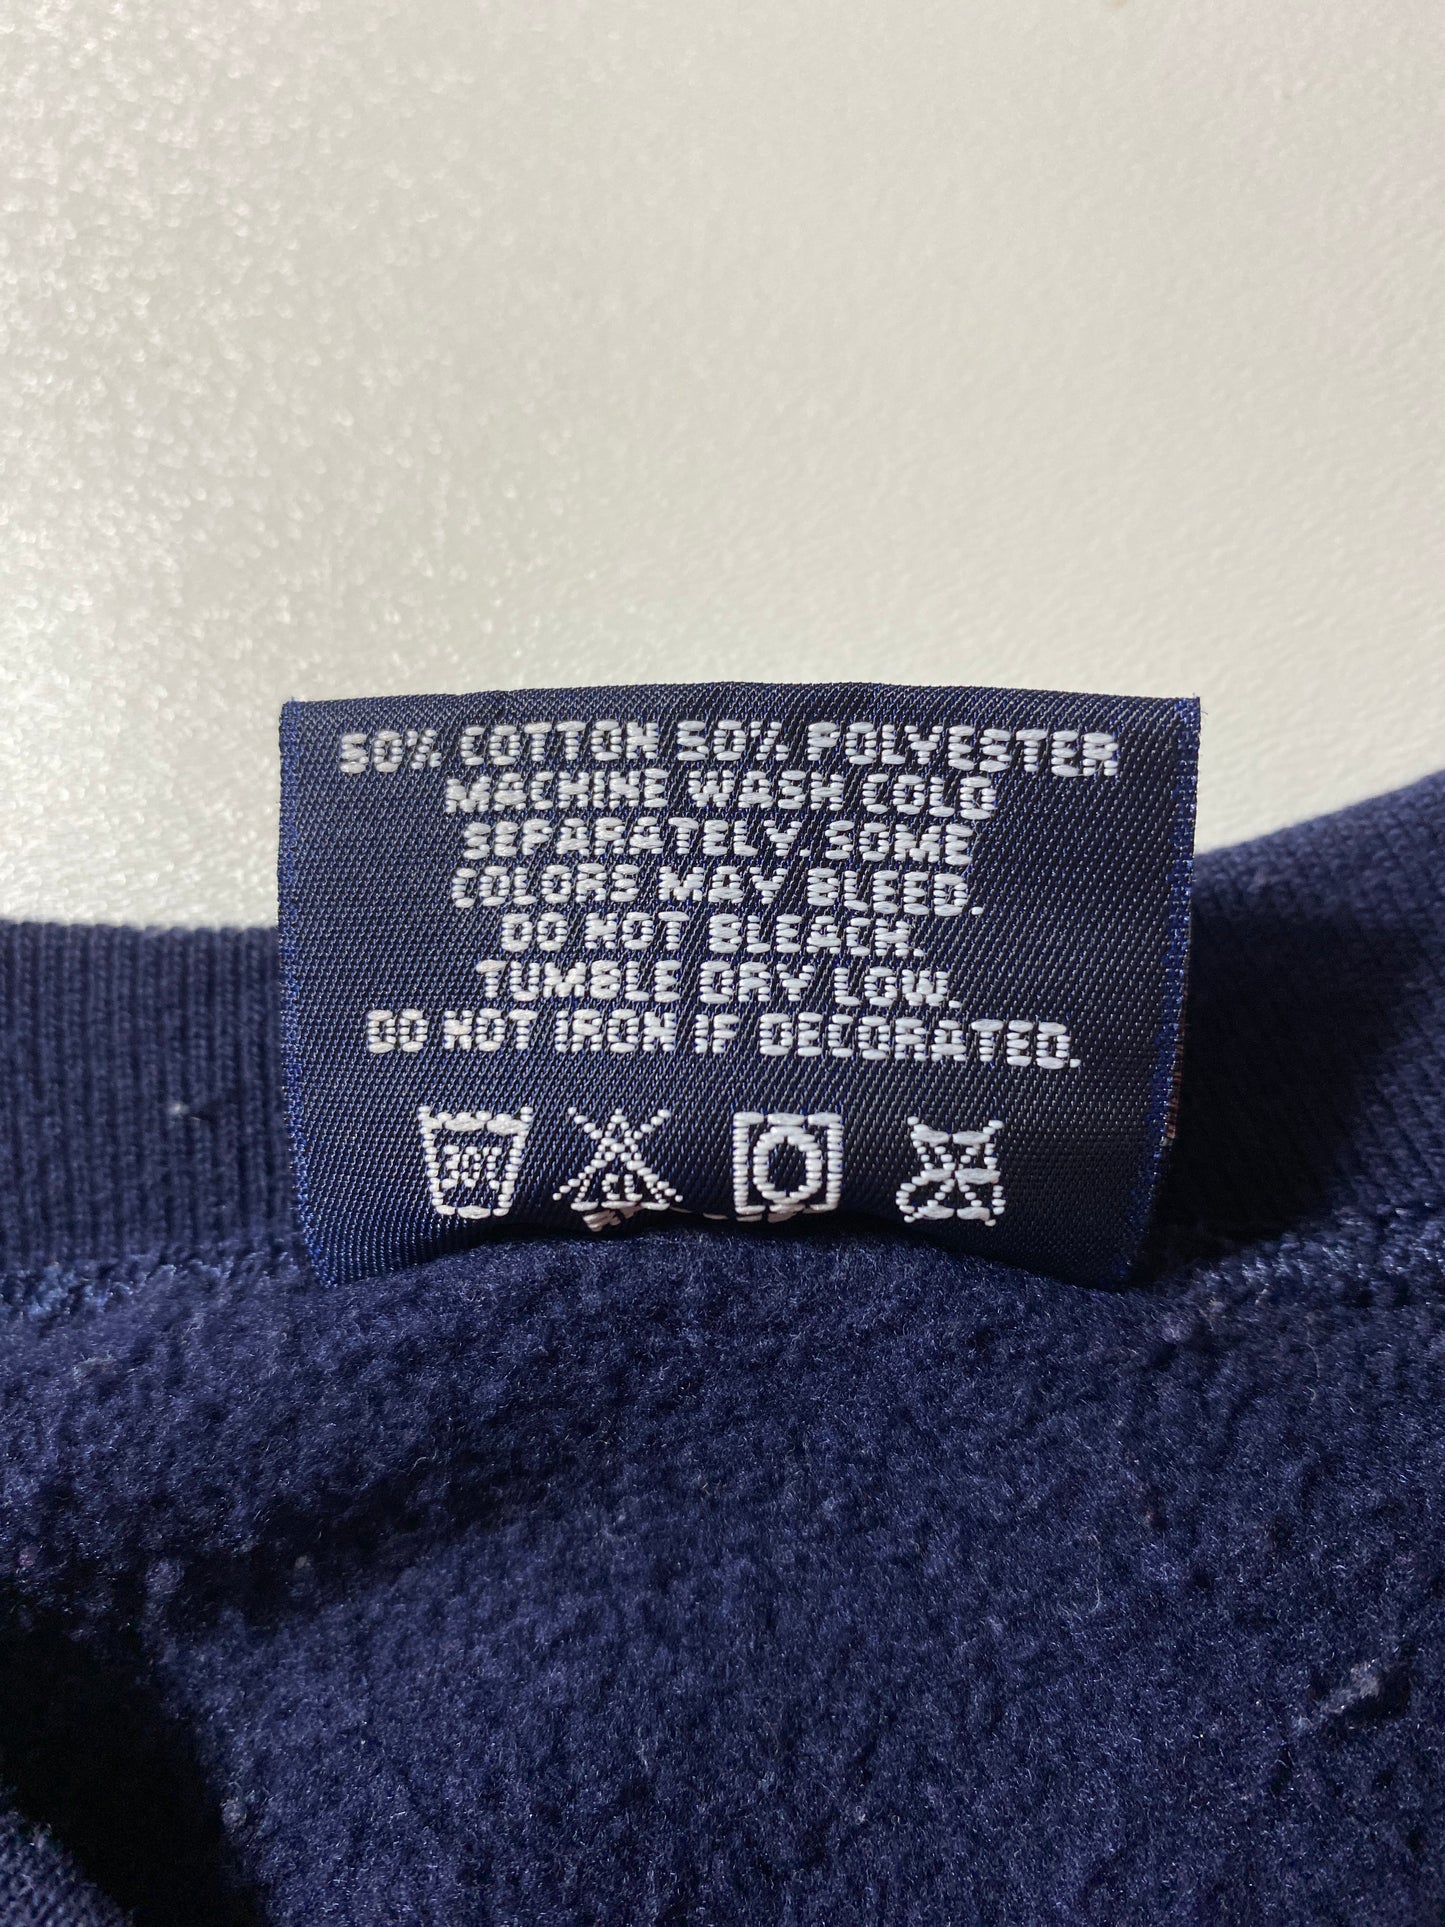 50% COTTON 50% POLYESTER
MACHINE WASH COLD
SEPARATELY. SOME
COLORS MAY BLEED.
DO NOT BLEACH.
TUMBLE DRY LOW.
DO NOT IRON IF DECORATED.